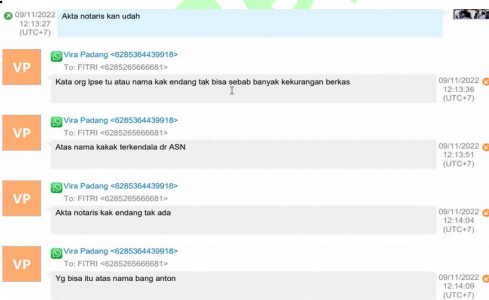 09/11/2022
12:13:27
(UTC+7)
Akta notaris kan udah
VP
Vira Padang <6285364439918>
To: FITRI <6285265666681>
Kata org lpse tu atau nama kak endang tak bisa sebab banyak kekurangan berkas
09/11/2022
12:13:36
(UTC+7)
VP
Vira Padang <6285364439918>
To: FITRI <6285265666681>
Atas nama kakak terkendala dr ASN
09/11/2022
12:13:51
(UTC+7)
VP
Vira Padang <6285364439918>
To: FITRI <6285265666681>
Akta notaris kak endang tak ada
09/11/2022
12:14:04
(UTC+7)
VP
Vira Padang <6285364439918>
To: FITRI <6285265666681>
Yg bisa itu atas nama bang anton
09/11/2022
12:14:09
(UTC+7)